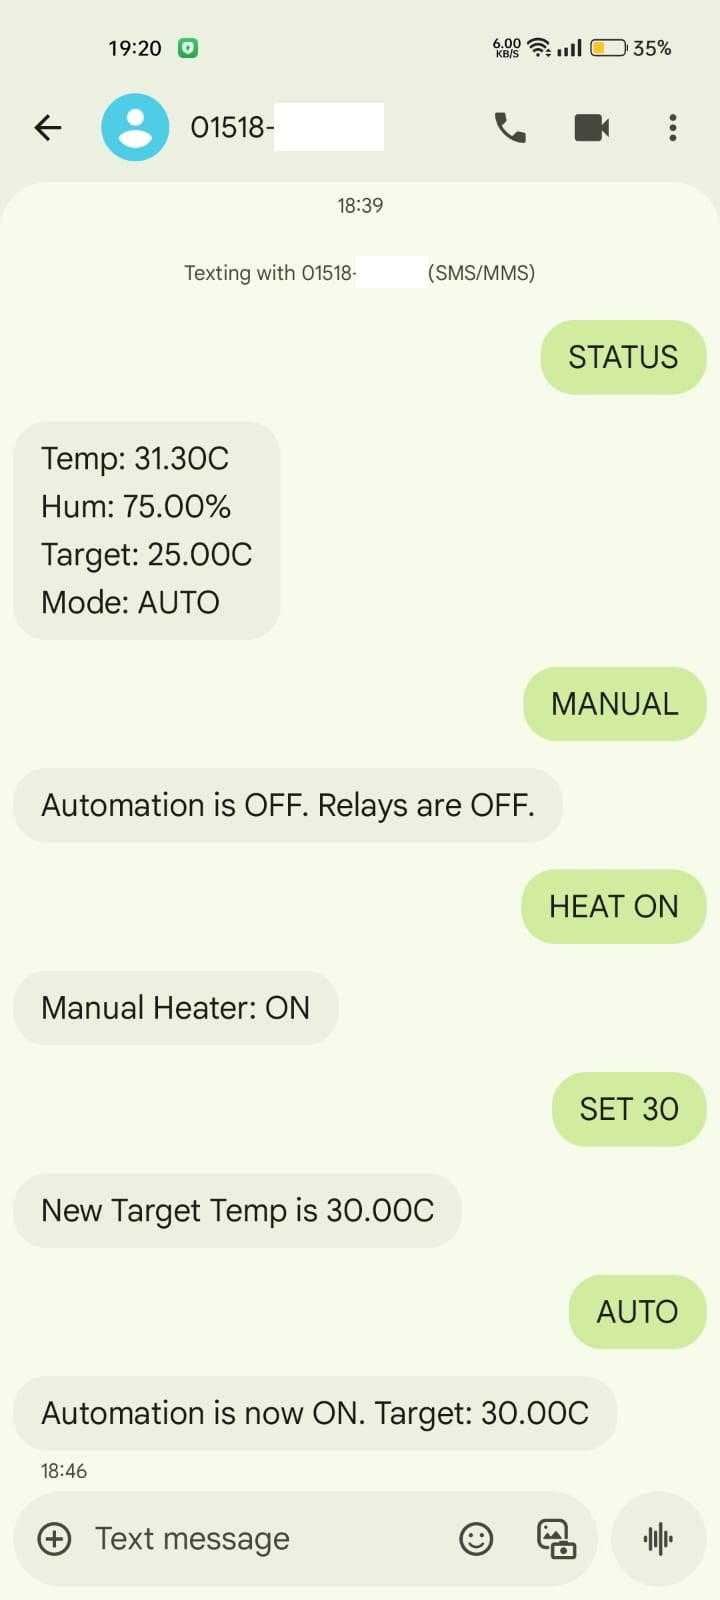 19:20
6.00
KB/S
35%
01518-
18:39
Texting with 01518- (SMS/MMS)
STATUS
Temp: 31.30C
Hum: 75.00%
Target: 25.00C
Mode: AUTO
MANUAL
Automation is OFF. Relays are OFF.
HEAT ON
Manual Heater: ON
SET 30
New Target Temp is 30.00C
AUTO
Automation is now ON. Target: 30.00C
18:46
Text message